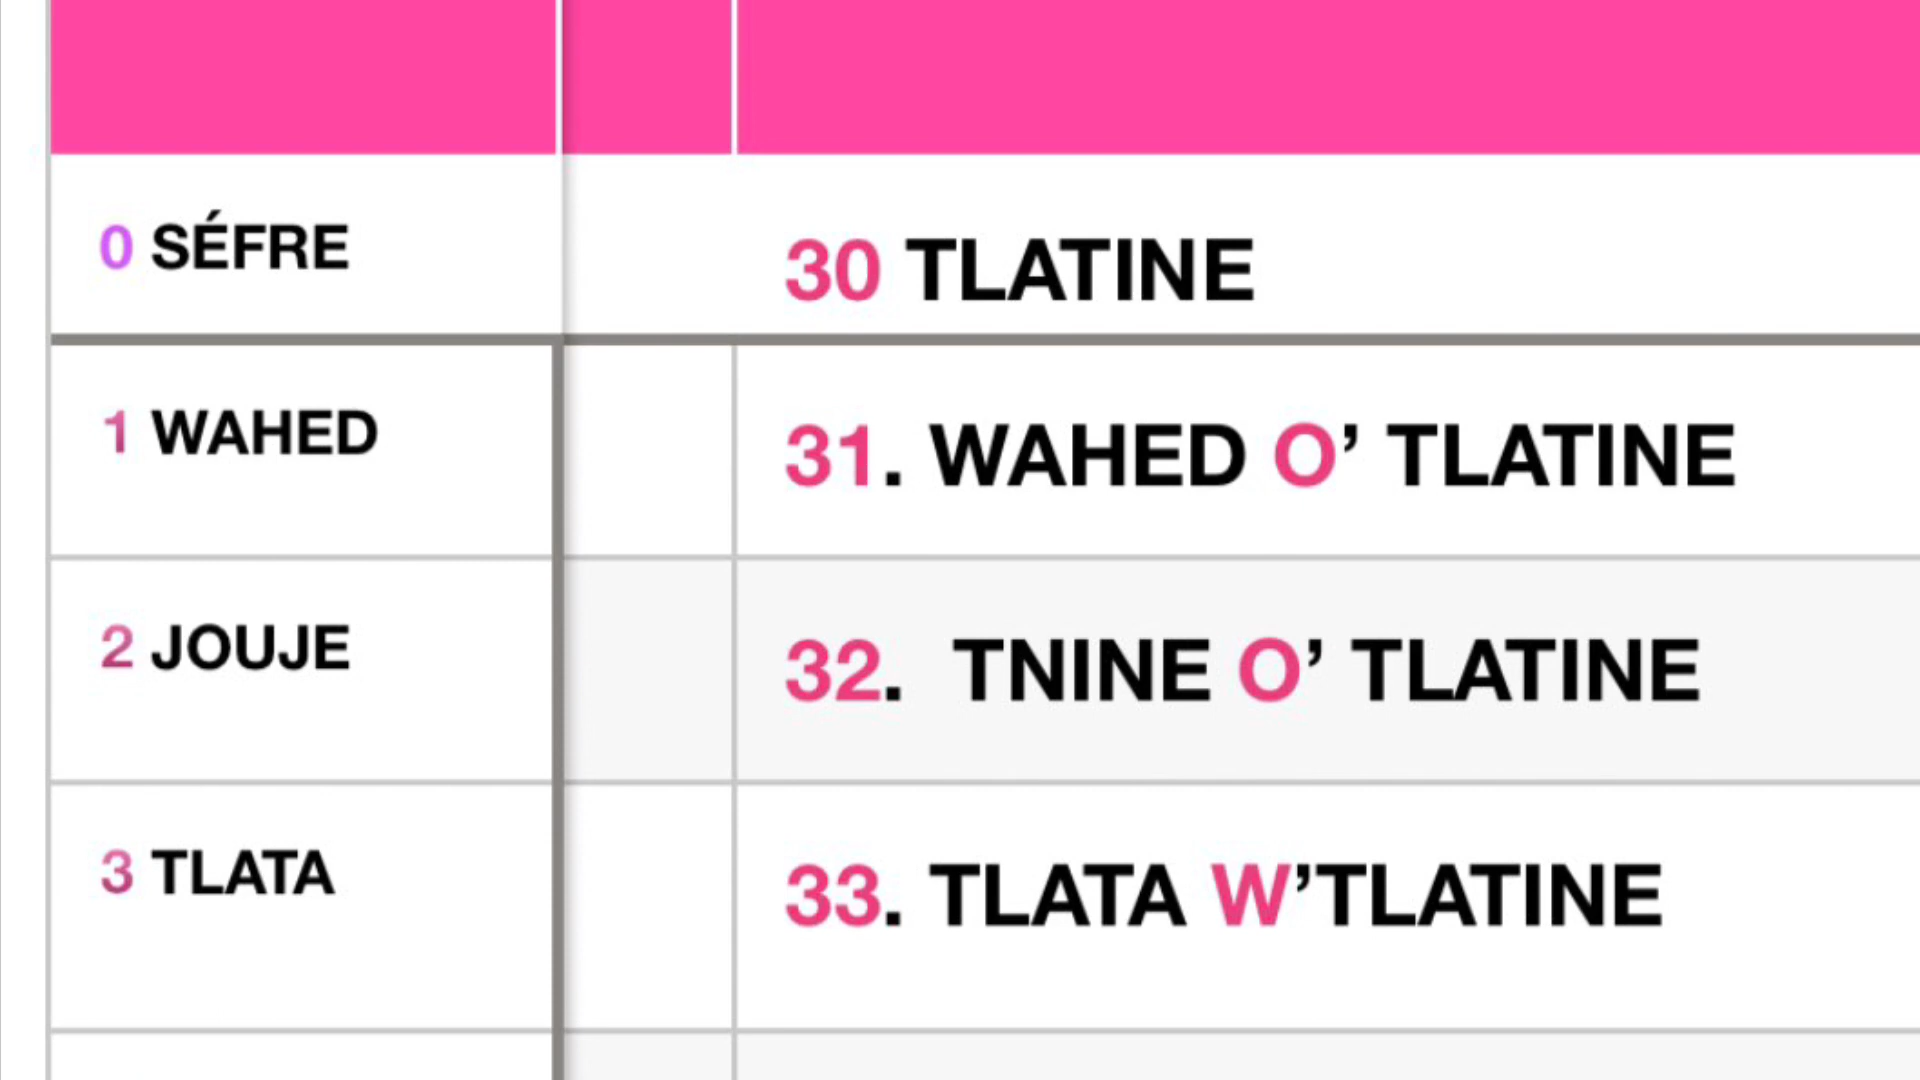 0 SÉFRE
30 TLATINE
1 WAHED
31. WAHED O’ TLATINE
2 JOUJE
32. TNINE O’ TLATINE
3 TLATA
33. TLATA W’TLATINE